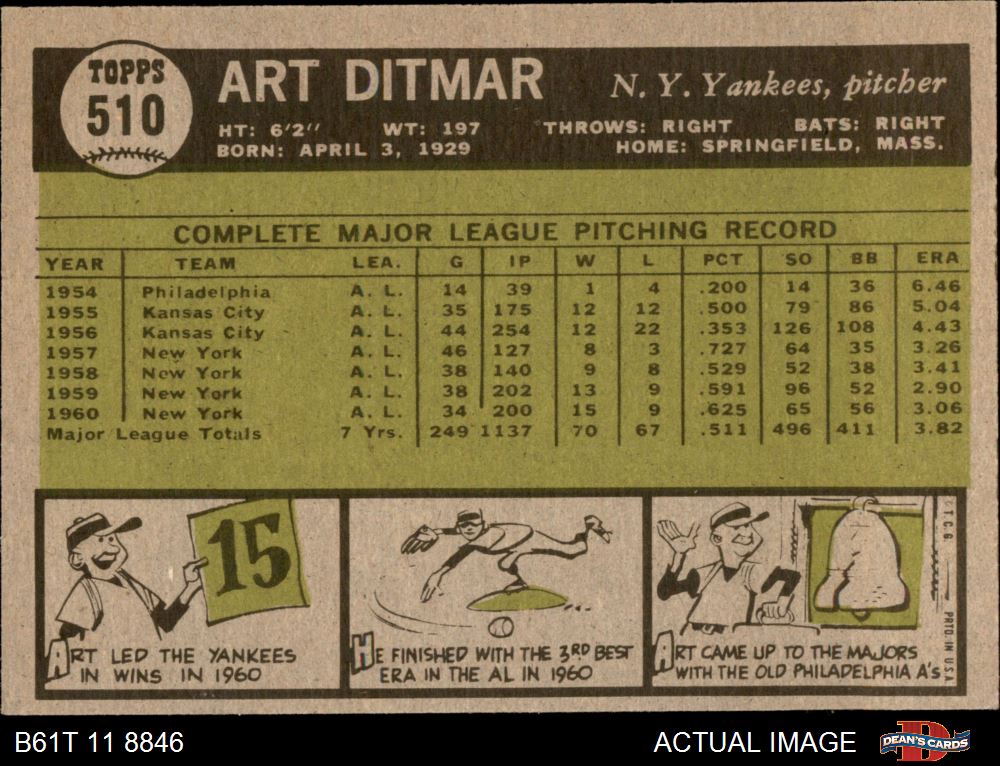 TOPPS
510
ART DITMAR
N. Y. Yankees, pitcher
HT: 6'2" WT: 197 THROWS: RIGHT BATS: RIGHT
BORN: APRIL 3, 1929 HOME: SPRINGFIELD, MASS.
COMPLETE MAJOR LEAGUE PITCHING RECORD
YEAR TEAM LEA. G IP W L PCT SO BB ERA
1954 Philadelphia A. L. 14 39 1 4 .200 14 36 6.46
1955 Kansas City A. L. 35 175 12 12 .500 79 86 5.04
1956 Kansas City A. L. 44 254 12 22 .353 126 108 4.43
1957 New York A. L. 46 127 8 3 .727 64 35 3.26
1958 New York A. L. 38 140 9 8 .529 52 38 3.41
1959 New York A. L. 38 202 13 9 .591 96 52 2.90
1960 New York A. L. 34 200 15 9 .625 65 56 3.06
Major League Totals 7 Yrs. 249 1137 70 67 .511 496 411 3.82
15
ART LED THE YANKEES
IN WINS IN 1960
HE FINISHED WITH THE 3RD BEST
ERA IN THE AL IN 1960
ART CAME UP TO THE MAJORS
WITH THE OLD PHILADELPHIA A's
T.C.G. PRTD. IN U.S.A.
B61T 11 8846
ACTUAL IMAGE
DEAN'S CARDS